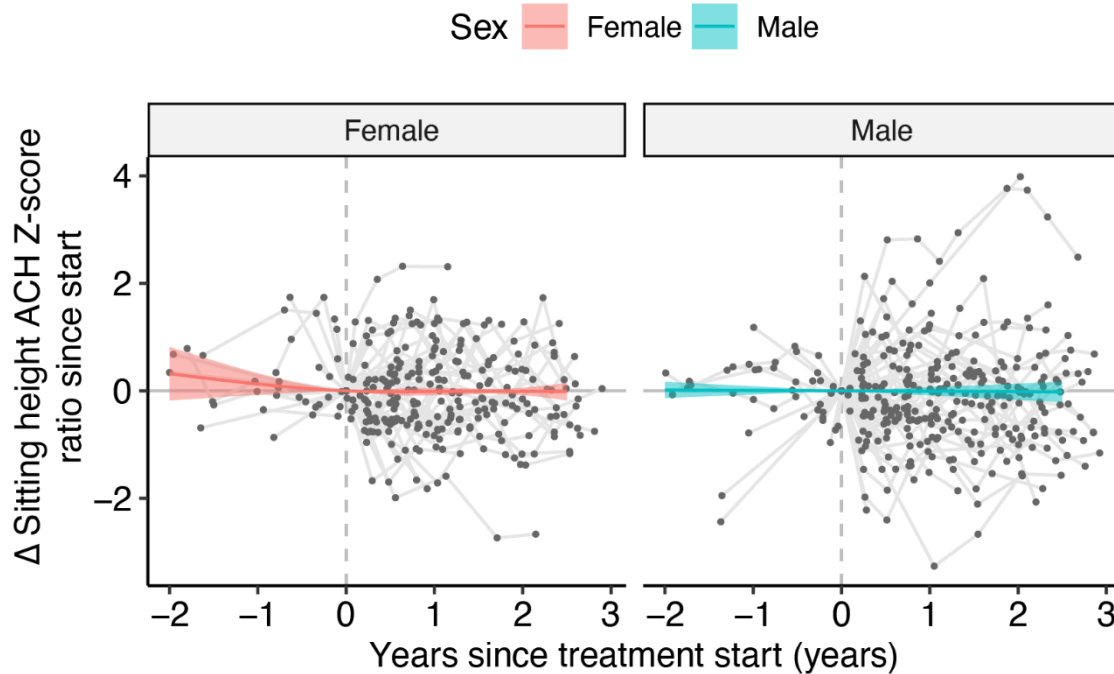 Sex Female Male
Female Male
Δ Sitting height ACH Z-score
ratio since start
4
2
0
−2
−2 −1 0 1 2 3 −2 −1 0 1 2 3
Years since treatment start (years)